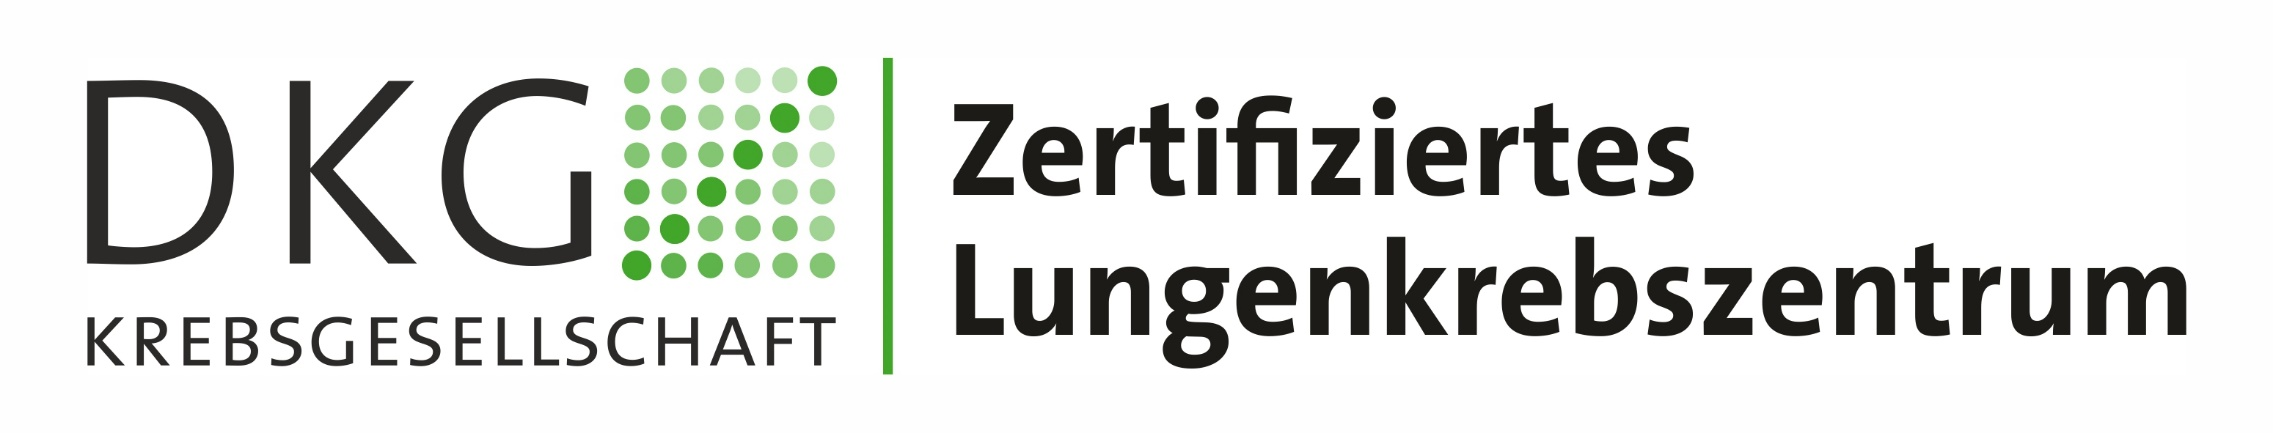 DKG
KREBSGESELLSCHAFT
Zertifiziertes
Lungenkrebszentrum